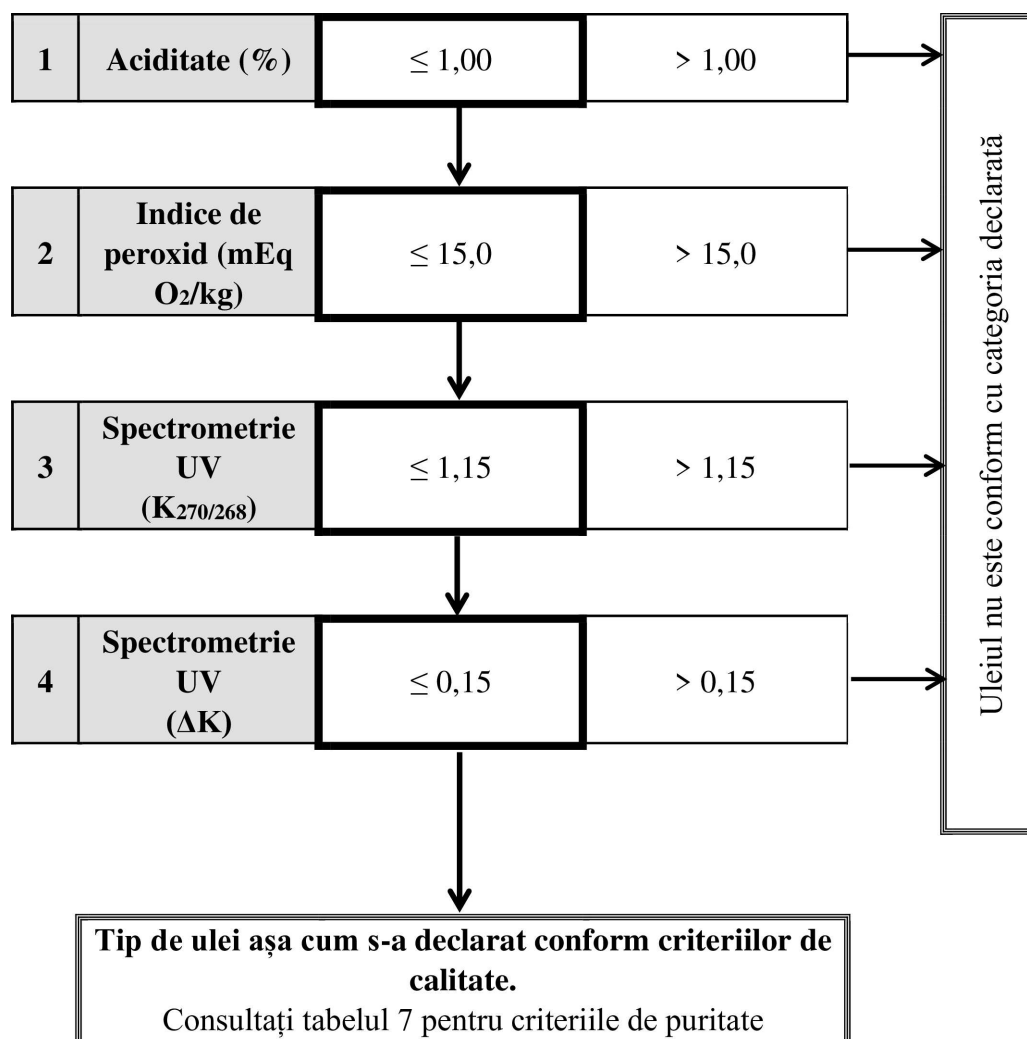 1 Aciditate (%) ≤ 1,00 > 1,00
2 Indice de
peroxid (mEq
O₂/kg) ≤ 15,0 > 15,0
3 Spectrometrie
UV
(K₂₇₀/₂₆₈) ≤ 1,15 > 1,15
4 Spectrometrie
UV
(ΔK) ≤ 0,15 > 0,15
Uleiul nu este conform cu categoria declarată
Tip de ulei așa cum s-a declarat conform criteriilor de
calitate.
Consultați tabelul 7 pentru criteriile de puritate